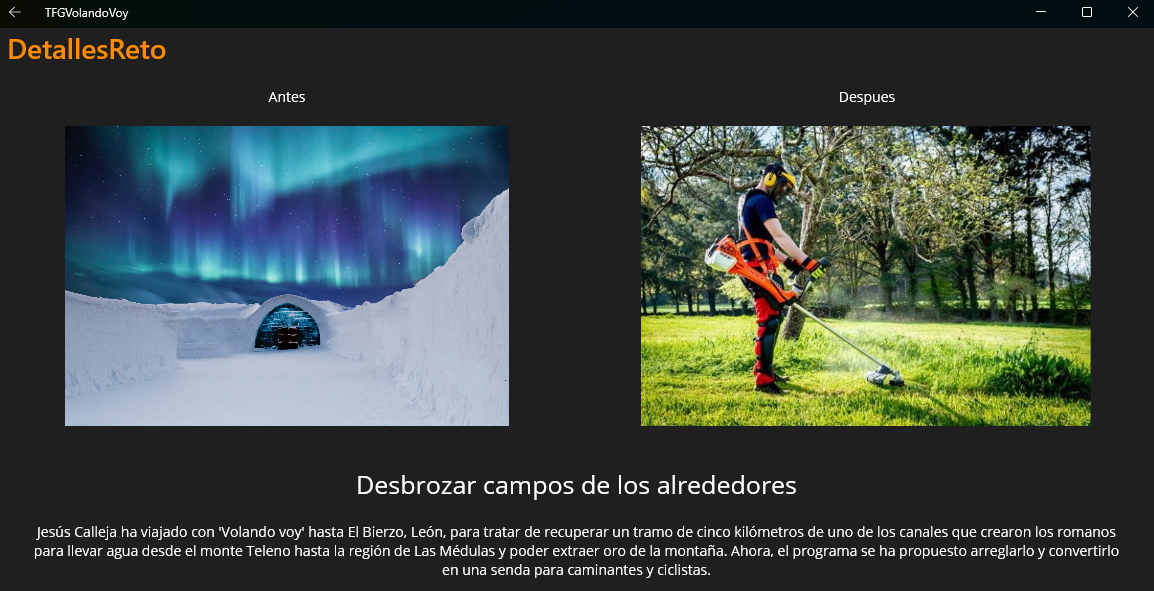 TFGVolandoVoy
DetallesReto
Antes
Despues
Desbrozar campos de los alrededores
Jesús Calleja ha viajado con 'Volando voy' hasta El Bierzo, León, para tratar de recuperar un tramo de cinco kilómetros de uno de los canales que crearon los romanos
para llevar agua desde el monte Teleno hasta la región de Las Médulas y poder extraer oro de la montaña. Ahora, el programa se ha propuesto arreglarlo y convertirlo
en una senda para caminantes y ciclistas.